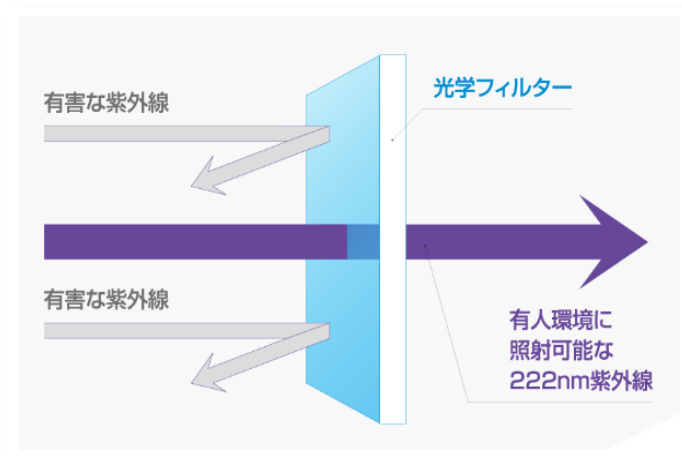 有害な紫外線
光学フィルター
有害な紫外線
有人環境に
照射可能な
222nm紫外線